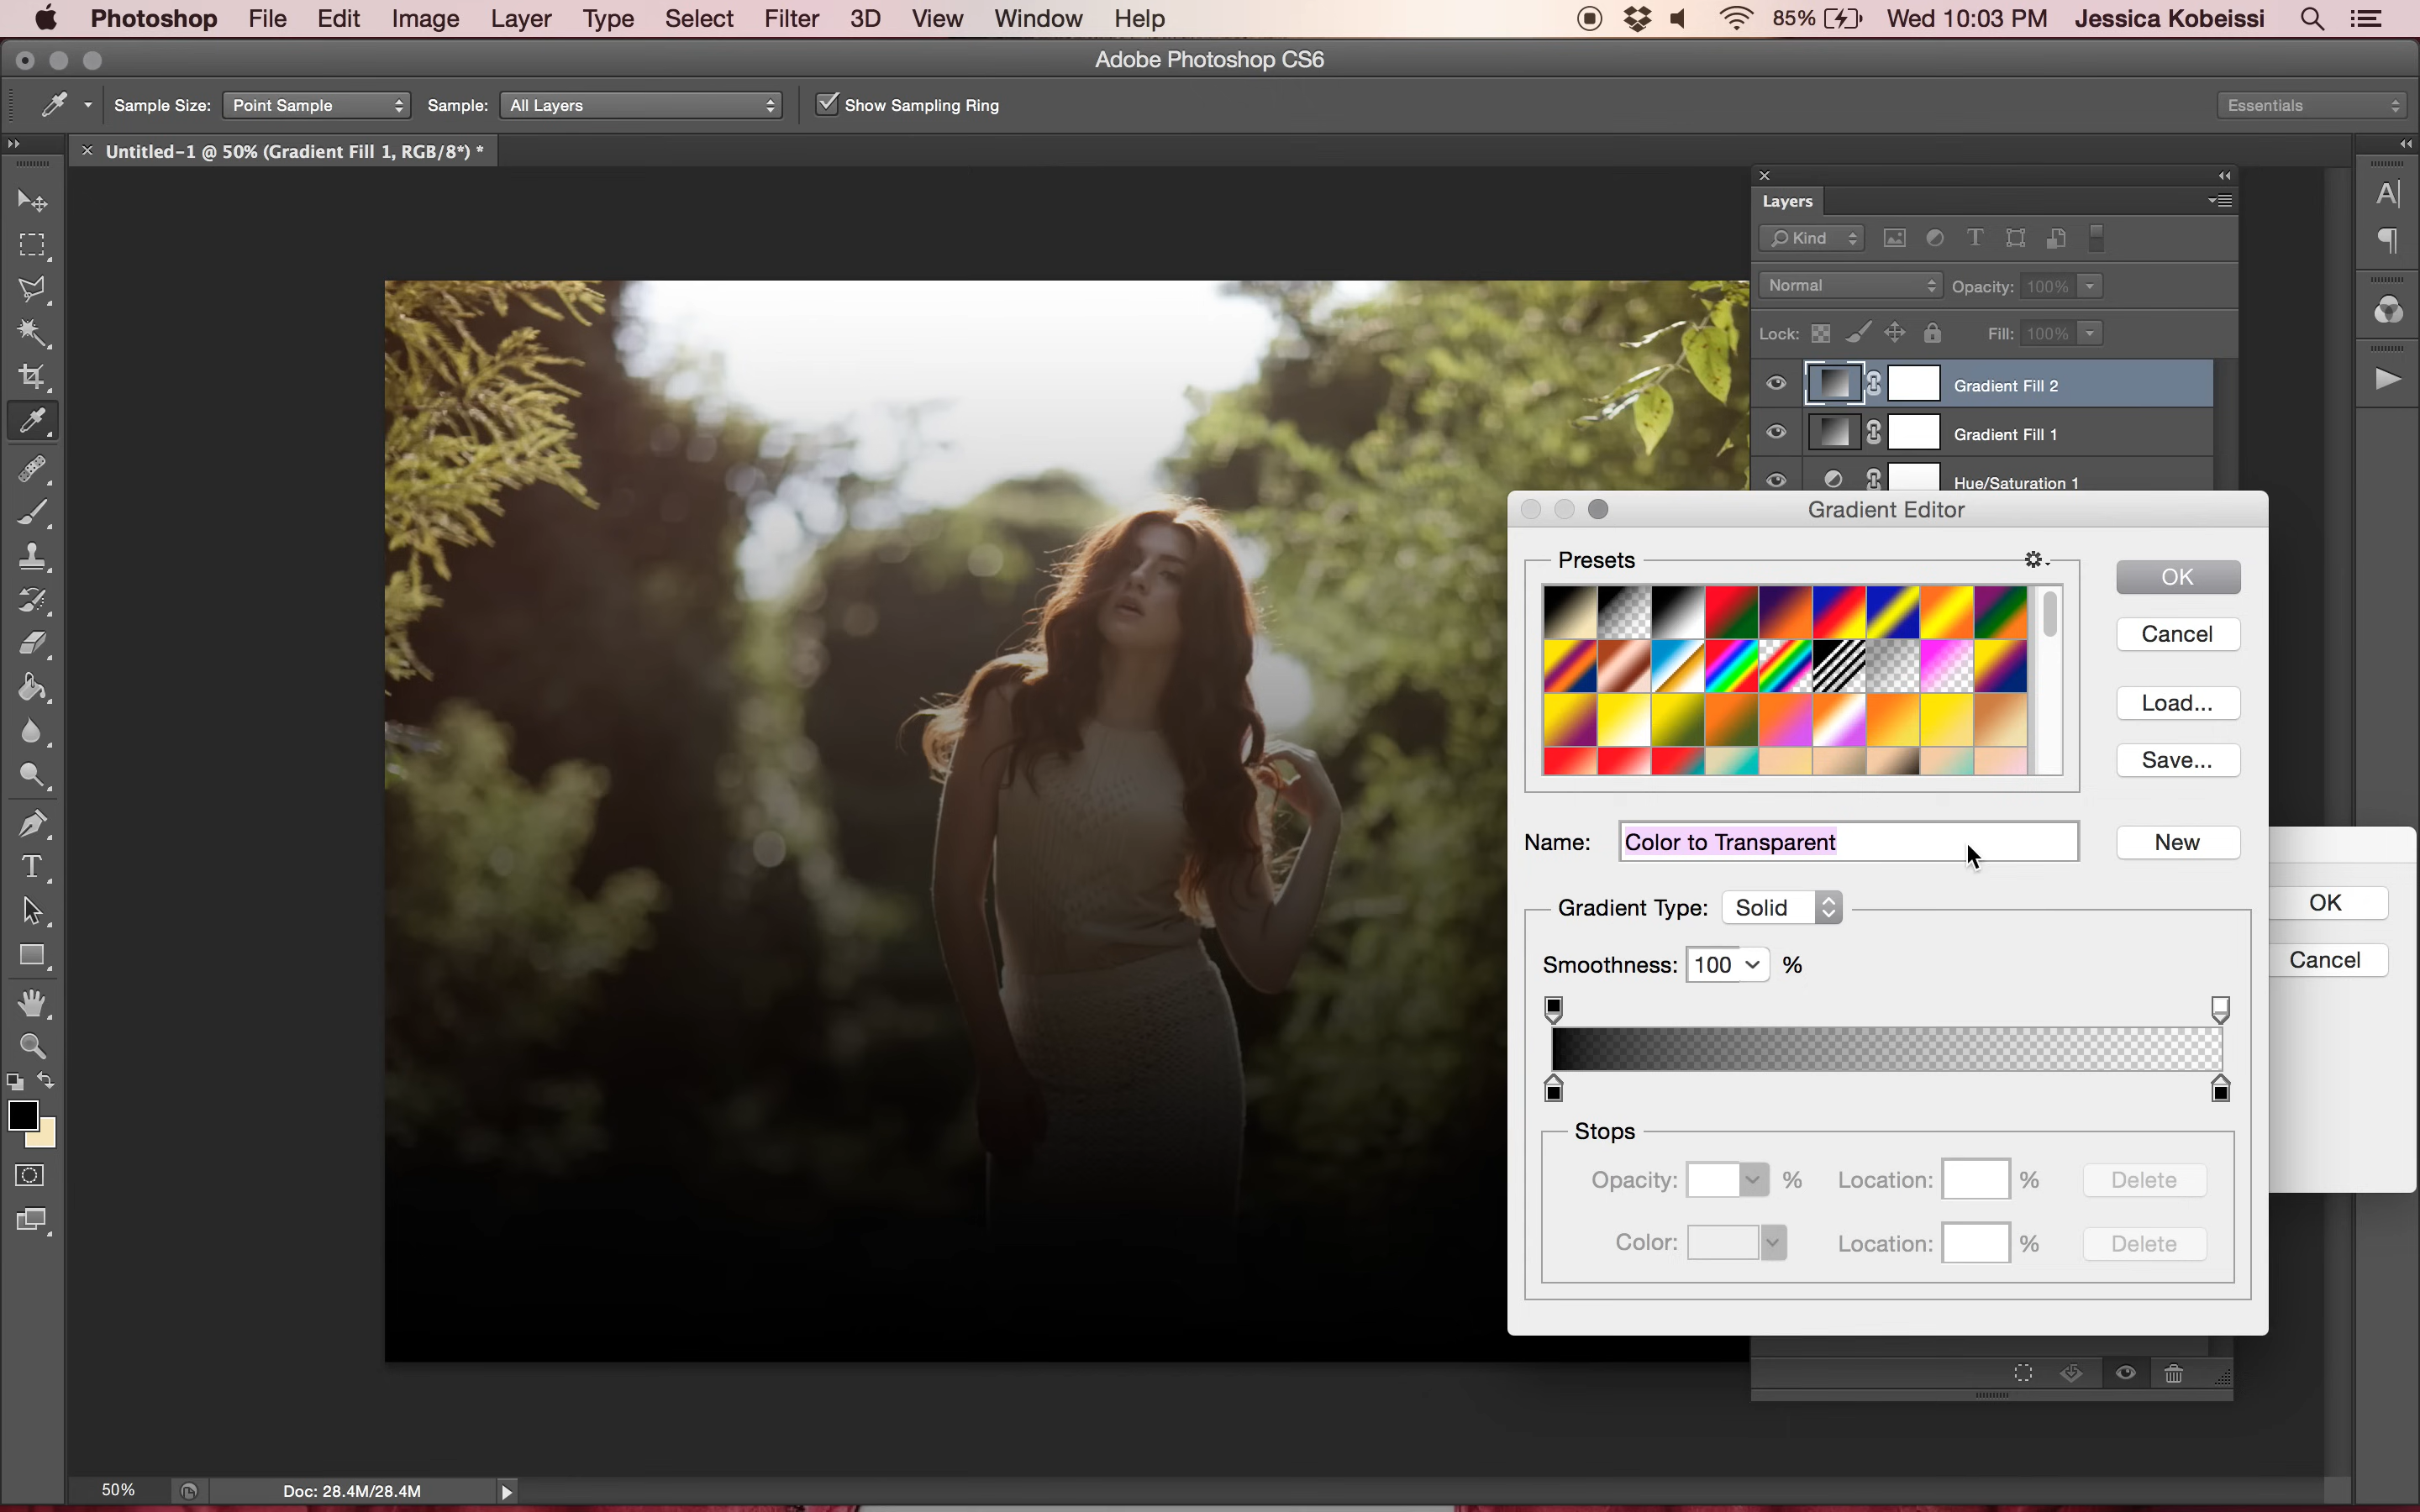 Photoshop File Edit Image Layer Type Select Filter 3D View Window Help 85% Wed 10:03 PM Jessica Kobeissi
Adobe Photoshop CS6
Sample Size: Point Sample Sample: All Layers Show Sampling Ring Essentials
Untitled-1 @ 50% (Gradient Fill 1, RGB/8*) *
Layers
Kind
Normal Opacity: 100%
Lock: Fill: 100%
Gradient Fill 2
Gradient Fill 1
Hue/Saturation 1
Gradient Editor
Presets
OK
Cancel
Load...
Save...
Name: Color to Transparent New
Gradient Type: Solid
OK
Smoothness: 100 %
Cancel
Stops
Opacity: % Location: % Delete
Color: Location: % Delete
50% Doc: 28.4M/28.4M